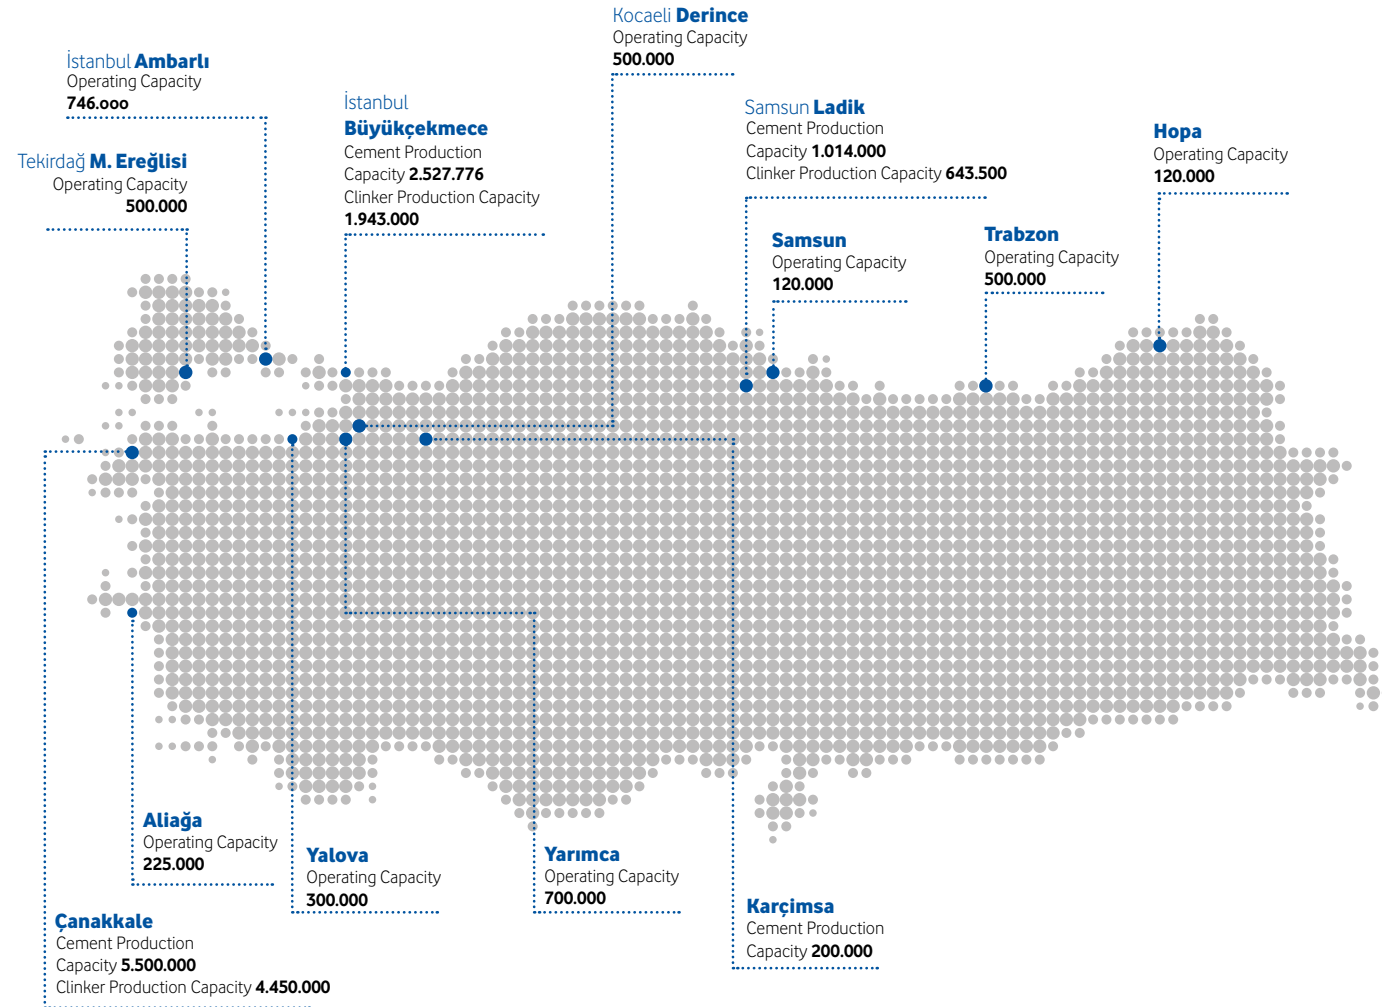 Kocaeli Derince
Operating Capacity
500.000
İstanbul Ambarlı
Operating Capacity
746.ooo
İstanbul
Büyükçekmece
Cement Production
Capacity 2.527.776
Clinker Production Capacity
1.943.000
Samsun Ladik
Cement Production
Capacity 1.014.000
Clinker Production Capacity 643.500
Hopa
Operating Capacity
120.000
Tekirdağ M. Ereğlisi
Operating Capacity
500.000
Samsun
Operating Capacity
120.000
Trabzon
Operating Capacity
500.000
Aliağa
Operating Capacity
225.000
Yalova
Operating Capacity
300.000
Yarımca
Operating Capacity
700.000
Karçimsa
Cement Production
Capacity 200.000
Çanakkale
Cement Production
Capacity 5.500.000
Clinker Production Capacity 4.450.000